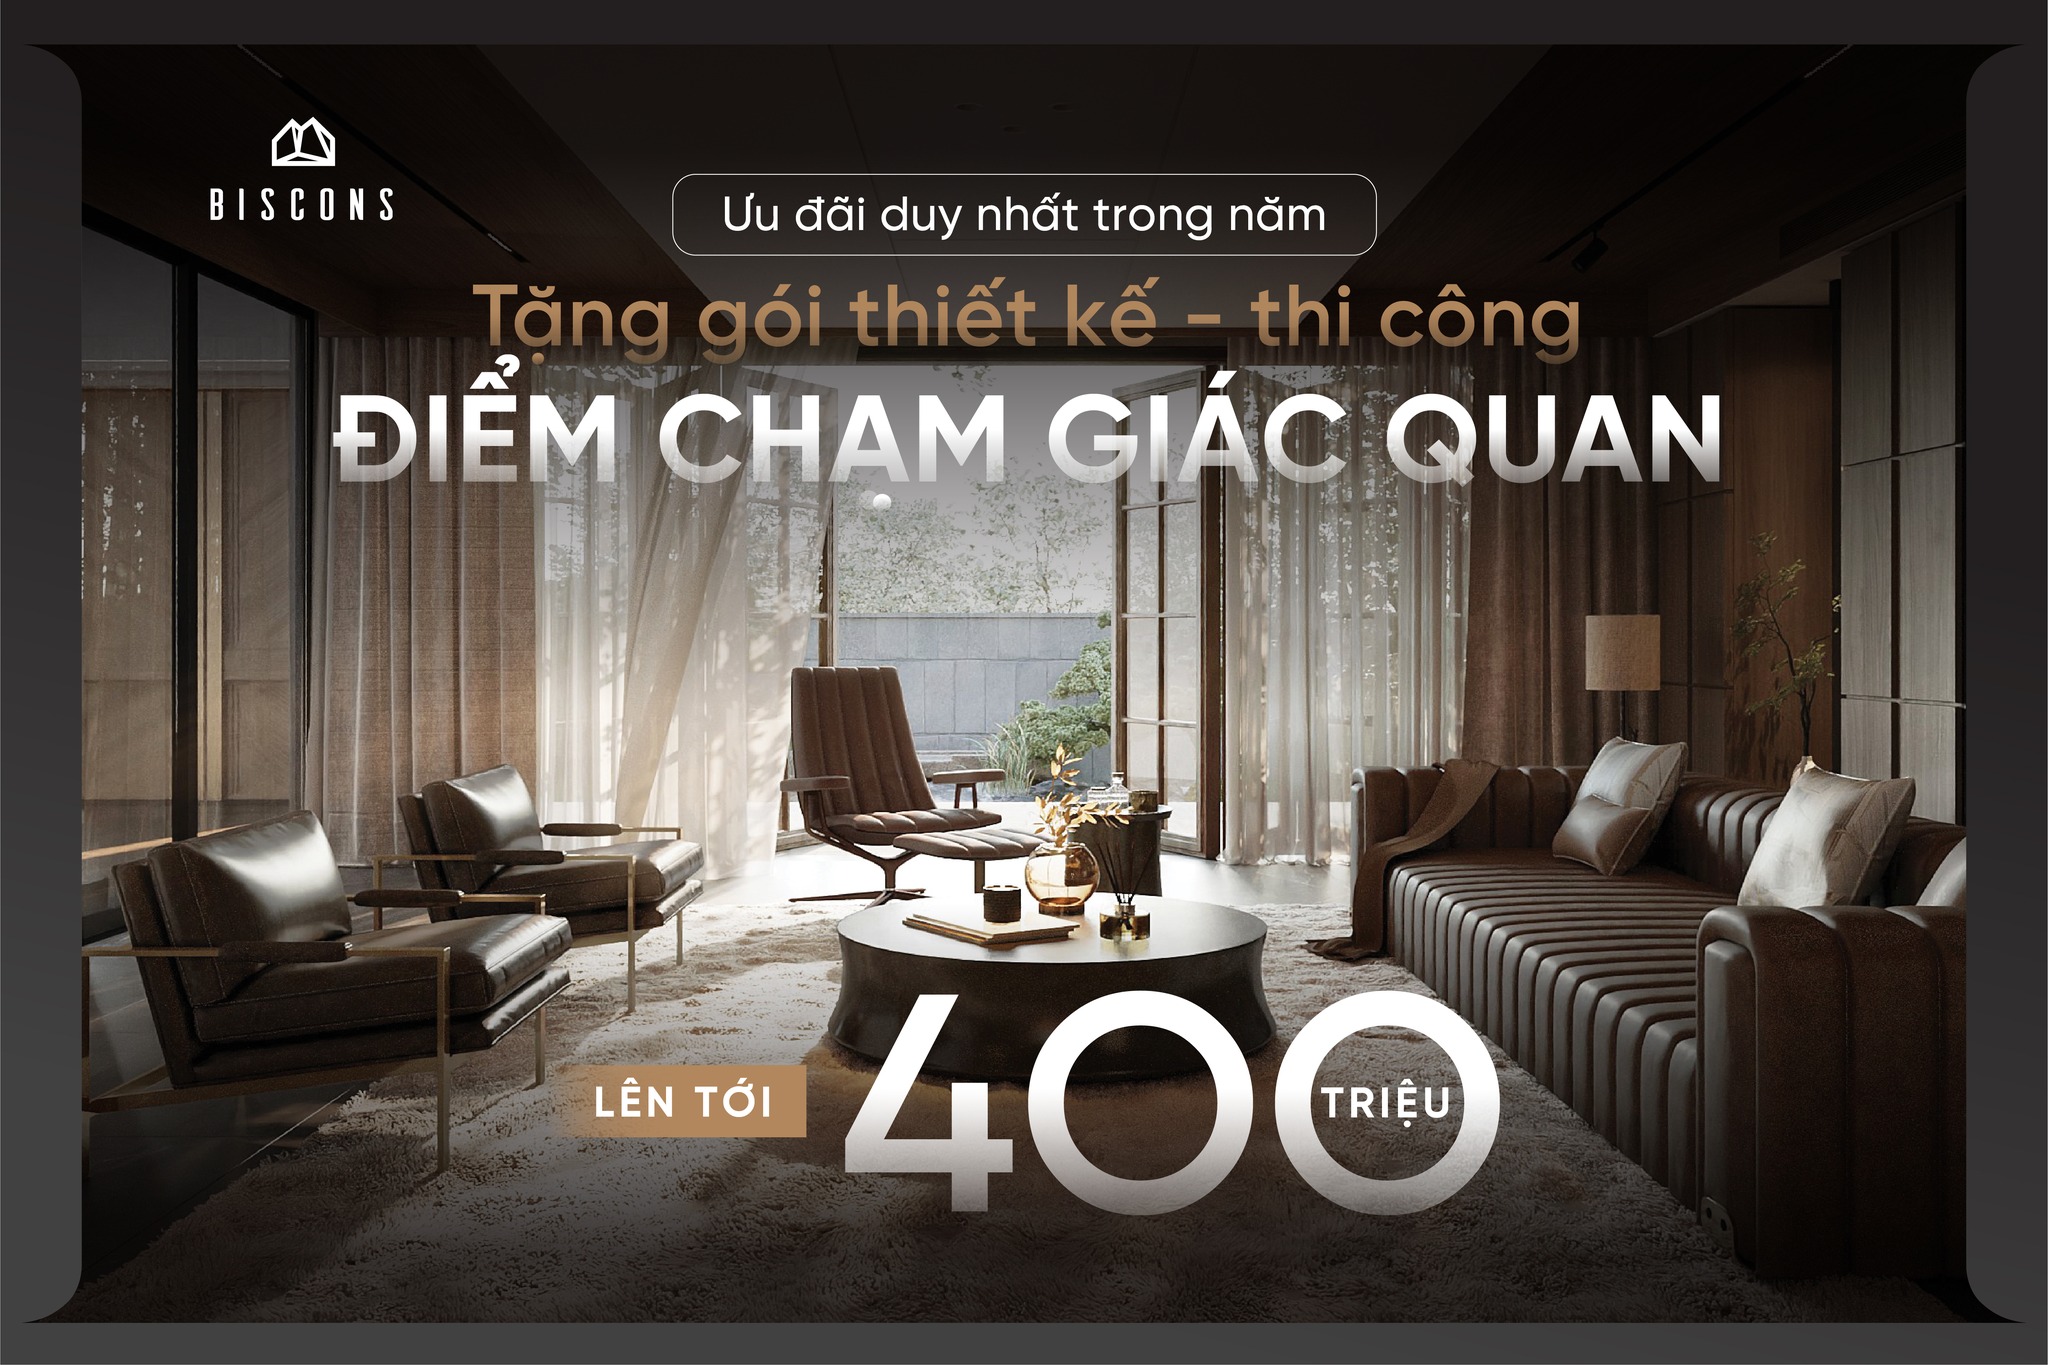 BISCONS
Ưu đãi duy nhất trong năm
Tặng gói thiết kế - thi công
ĐIỂM CHẠM GIÁC QUAN
LÊN TỚI
400
TRIỆU